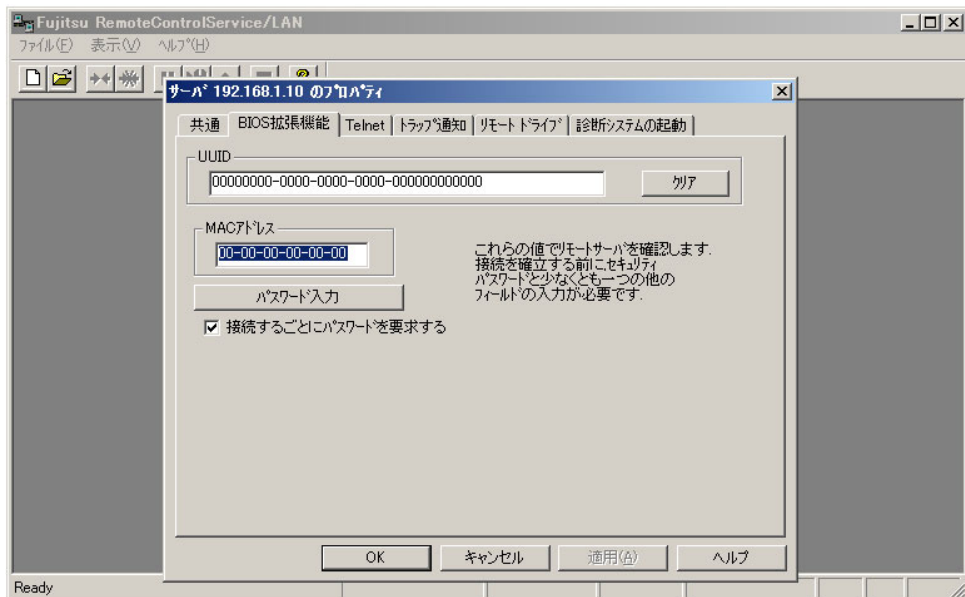 Fujitsu RemoteControlService/LAN
ファイル(F) 表示(V) ヘルプ(H)
サーバ 192.168.1.10 のプロパティ
共通 BIOS拡張機能 Telnet トラップ通知 リモート ドライブ 診断システムの起動
UUID
00000000-0000-0000-0000-000000000000 クリア
MACアドレス
00-00-00-00-00-00
これらの値でリモートサーバを確認します.
接続を確立する前にセキュリティ
パスワードと少なくとも一つの他の
フィールドの入力が必要です.
パスワード入力
接続するごとにパスワードを要求する
OK キャンセル 適用(A) ヘルプ
Ready